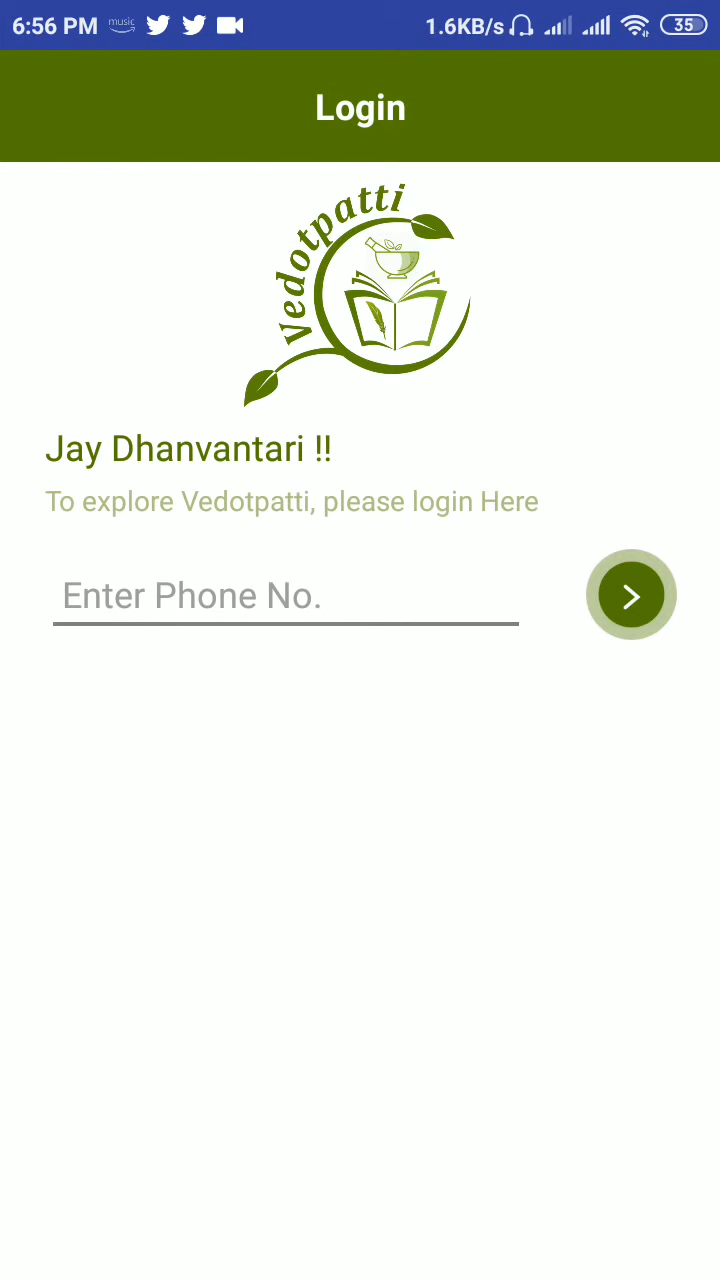 6:56 PM music 1.6KB/s 35
Login
Vedotpatti
Jay Dhanvantari !!
To explore Vedotpatti, please login Here
Enter Phone No.